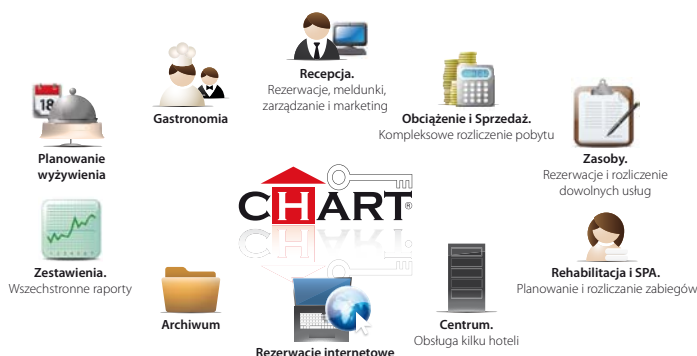 Recepcja.
Rezerwacje, meldunki,
zarządzanie i marketing
Gastronomia
Obciążenie i Sprzedaż.
Kompleksowe rozliczenie pobytu
18
Planowanie
wyżywienia
Zasoby.
Rezerwacje i rozliczenie
dowolnych usług
CHART®
Zestawienia.
Wszechstronne raporty
Archiwum
Rezerwacje internetowe
Centrum.
Obsługa kilku hoteli
Rehabilitacja i SPA.
Planowanie i rozliczanie zabiegów